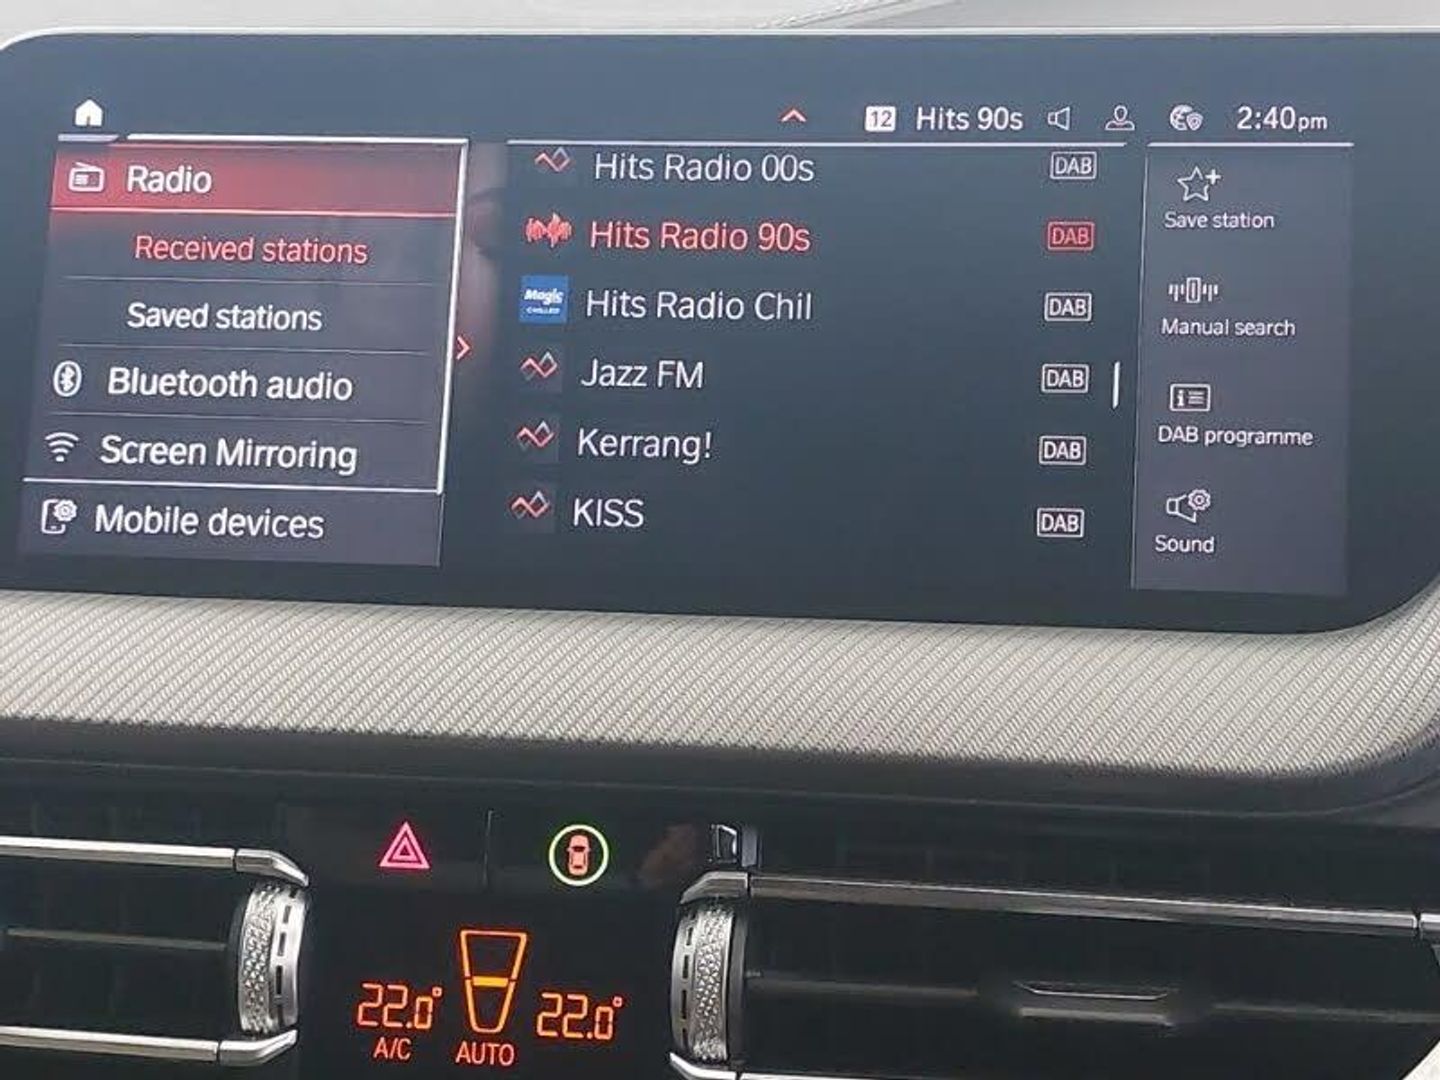 12 Hits 90s 2:40pm
Radio
Received stations
Saved stations
Bluetooth audio
Screen Mirroring
Mobile devices
Hits Radio 00s DAB
Hits Radio 90s DAB
Magic
CHILLED
Hits Radio Chil DAB
Jazz FM DAB
Kerrang! DAB
KISS DAB
Save station
Manual search
DAB programme
Sound
22.0° 22.0°
A/C AUTO